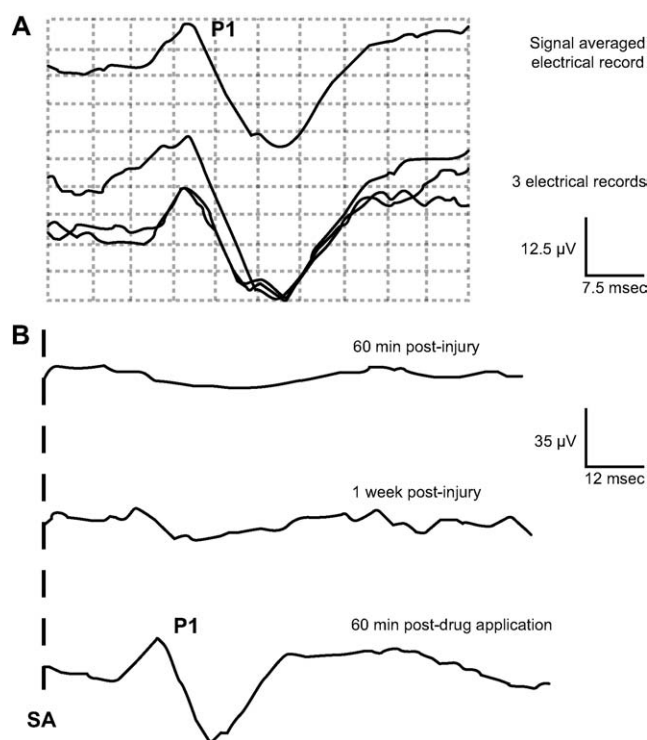 A
P1
Signal averaged
electrical record
3 electrical records
12.5 µV
7.5 msec
B
60 min post-injury
35 µV
12 msec
1 week post-injury
P1
60 min post-drug application
SA